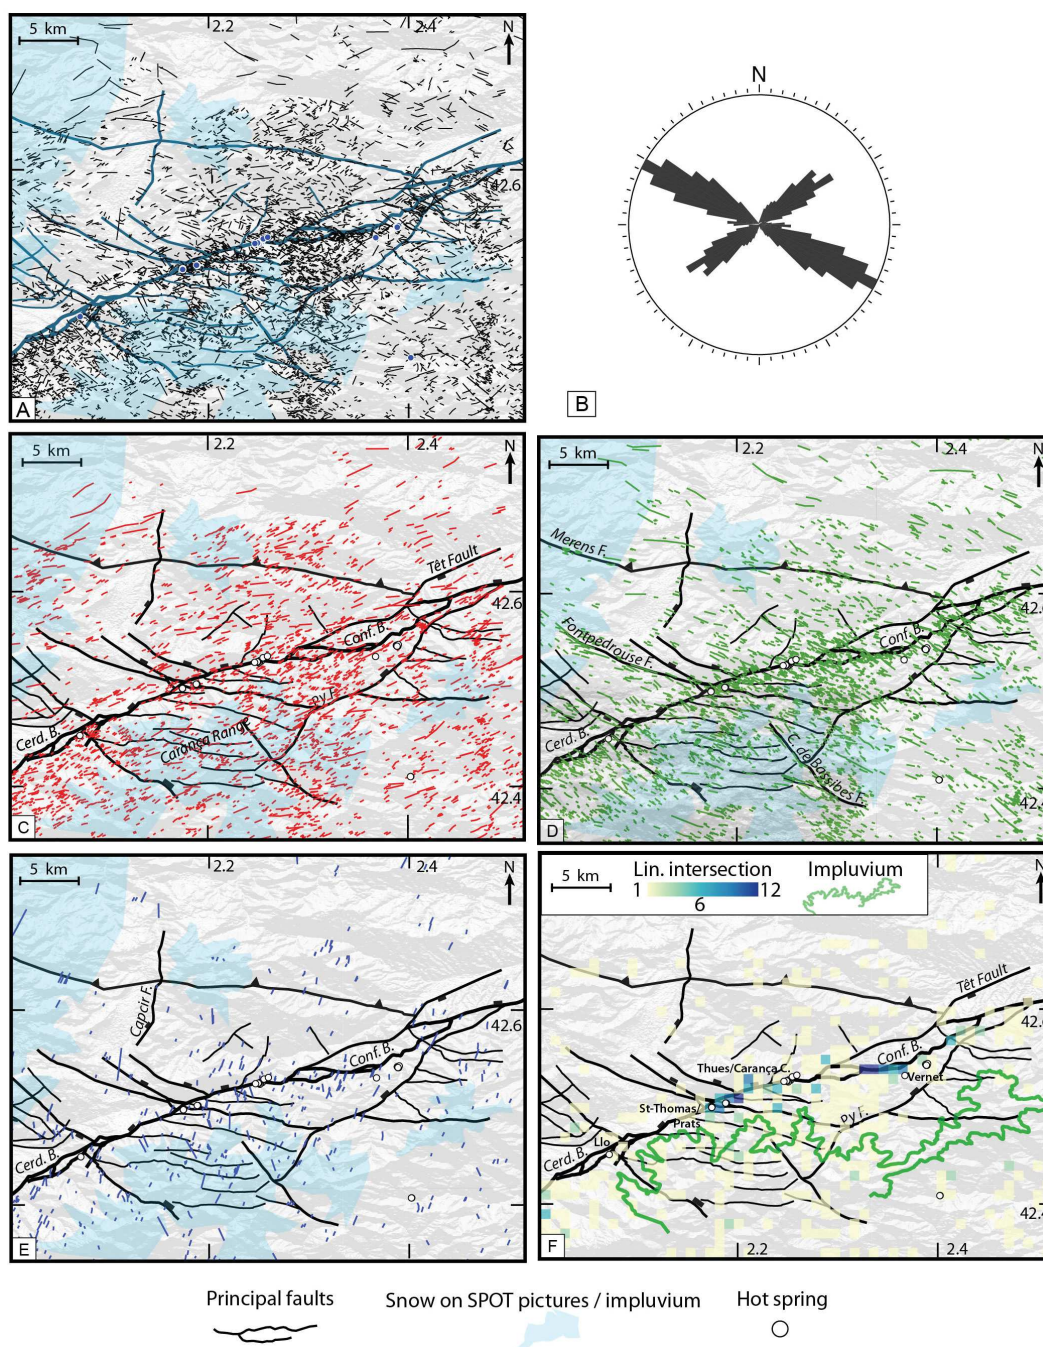 5 km
2.2
2.4
N
42.6
A
N
B
5 km
2.2
2.4
N
Têt Fault
42.6
Conf. B.
Py F.
Cerd. B.
Carança Range
42.4
C
5 km
2.2
2.4
N
Merens F.
42.6
Fontpédrouse F.
Conf. B.
Cerd. B.
C. de Bassibes F.
42.4
D
5 km
2.2
2.4
N
Capcir F.
42.6
Conf. B.
Cerd. B.
E
5 km
Lin. intersection
Impluvium
1
12
6
N
Têt Fault
42.6
Conf. B.
Thues/Carança C.
Vernet
St-Thomas/
Prats
Py F.
Llo
Cerd. B.
42.4
F
2.2
2.4
Principal faults
Snow on SPOT pictures / impluvium
Hot spring